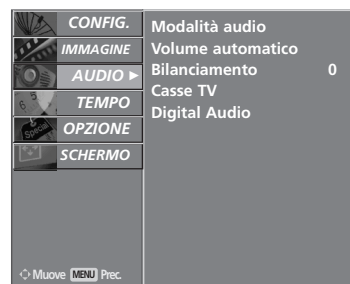 CONFIG.
IMMAGINE
AUDIO
TEMPO
OPZIONE
SCHERMO
Modalità audio
Volume automatico
Bilanciamento 0
Casse TV
Digital Audio
Special
Muove MENU Prec.